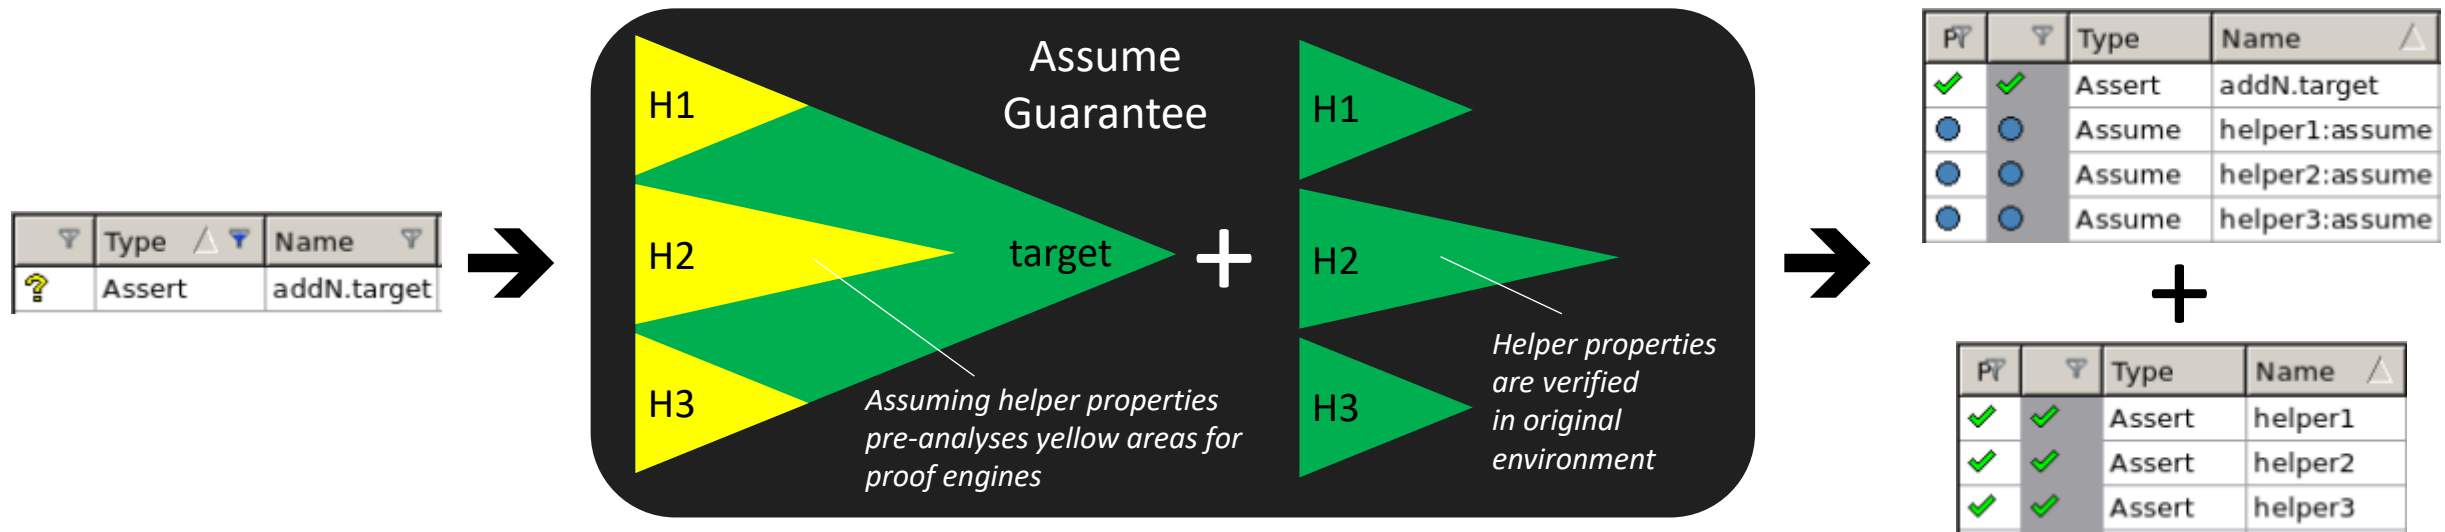 Type Name
? Assert addN.target
Assume
Guarantee
H1
H2
H3
target
Assuming helper properties
pre-analyses yellow areas for
proof engines
+
H1
H2
H3
Helper properties
are verified
in original
environment
Type Name
Assert addN.target
Assume helper1:assume
Assume helper2:assume
Assume helper3:assume
+
Type Name
Assert helper1
Assert helper2
Assert helper3